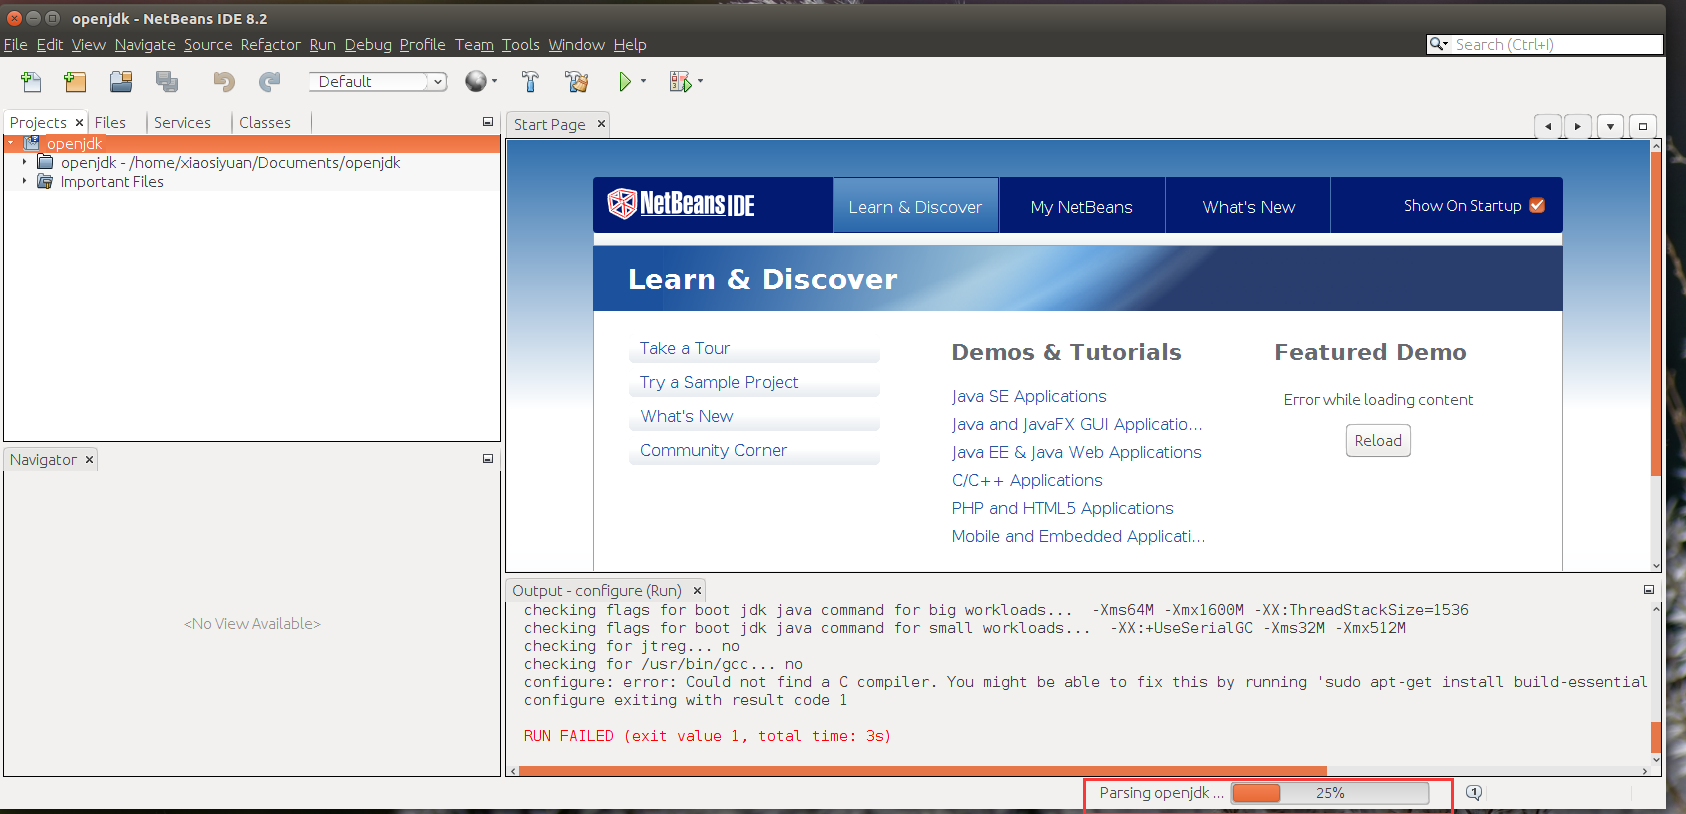 openjdk - NetBeans IDE 8.2
File Edit View Navigate Source Refactor Run Debug Profile Team Tools Window Help
Search (Ctrl+I)
Default
Projects Files Services Classes
openjdk
openjdk - /home/xiaosiyuan/Documents/openjdk
Important Files
Navigator
<No View Available>
Start Page
NetBeans IDE
Learn & Discover My NetBeans What's New Show On Startup
Learn & Discover
Take a Tour
Try a Sample Project
What's New
Community Corner
Demos & Tutorials
Java SE Applications
Java and JavaFX GUI Applicatio...
Java EE & Java Web Applications
C/C++ Applications
PHP and HTML5 Applications
Mobile and Embedded Applicati...
Featured Demo
Error while loading content
Reload
Output - configure (Run)
checking flags for boot jdk java command for big workloads...  -Xms64M -Xmx1600M -XX:ThreadStackSize=1536
checking flags for boot jdk java command for small workloads...  -XX:+UseSerialGC -Xms32M -Xmx512M
checking for jtreg... no
checking for /usr/bin/gcc... no
configure: error: Could not find a C compiler. You might be able to fix this by running 'sudo apt-get install build-essential
configure exiting with result code 1
RUN FAILED (exit value 1, total time: 3s)
Parsing openjdk ... 25% 1